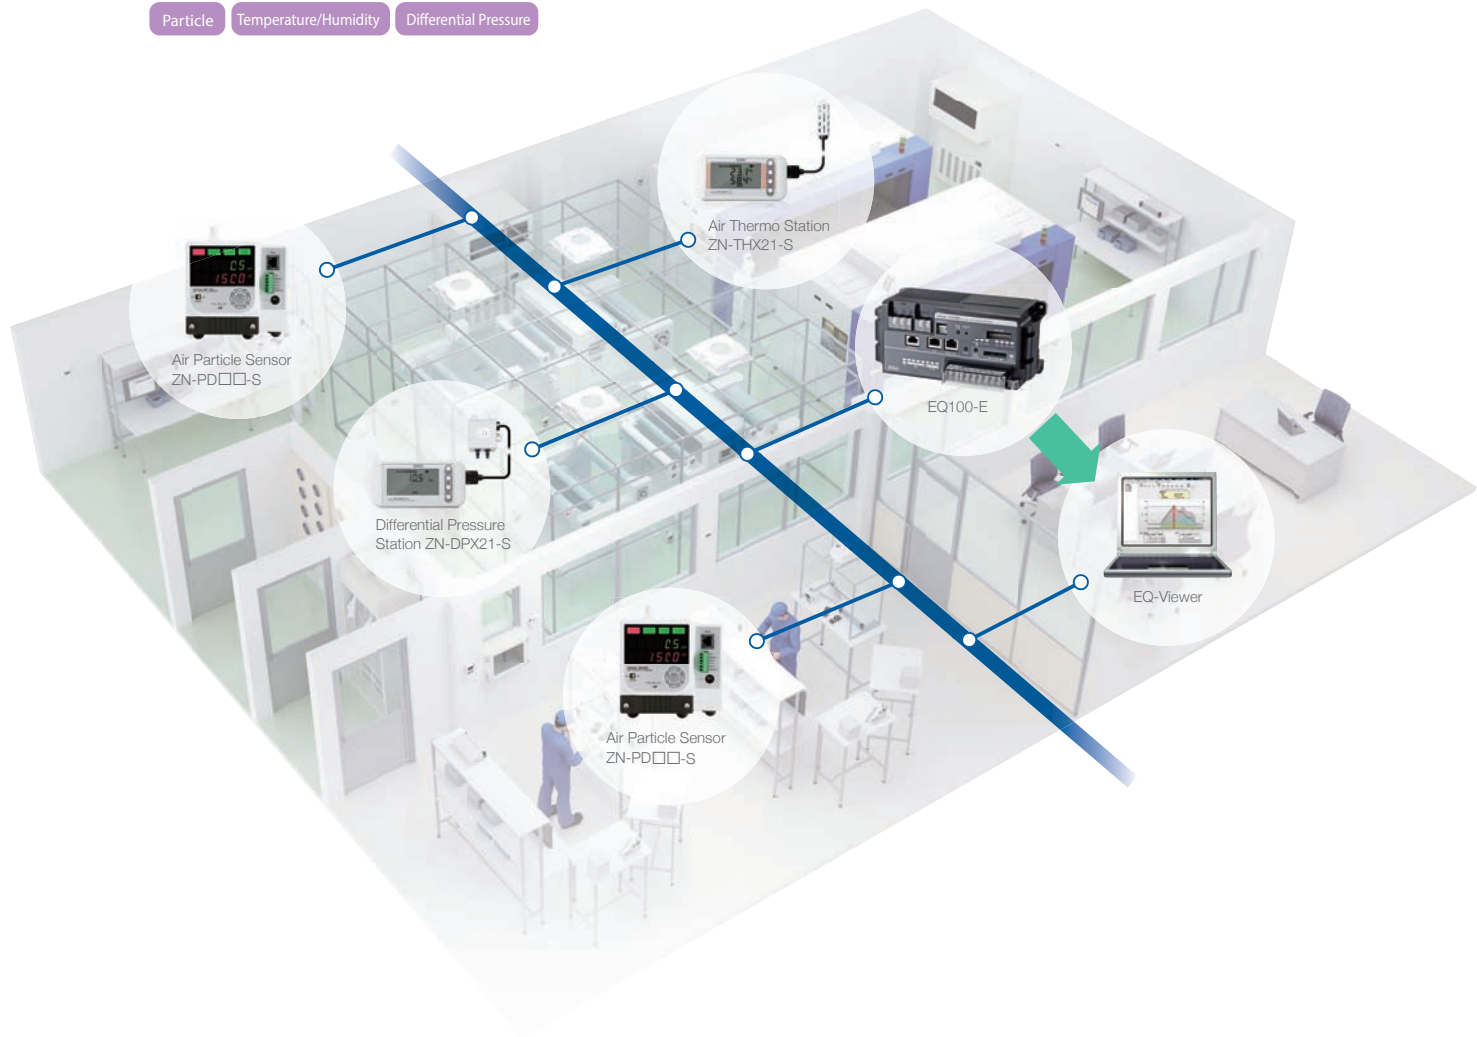 Particle
Temperature/Humidity
Differential Pressure
Air Thermo Station
ZN-THX21-S
Air Particle Sensor
ZN-PD□□-S
EQ100-E
Differential Pressure
Station ZN-DPX21-S
EQ-Viewer
Air Particle Sensor
ZN-PD□□-S